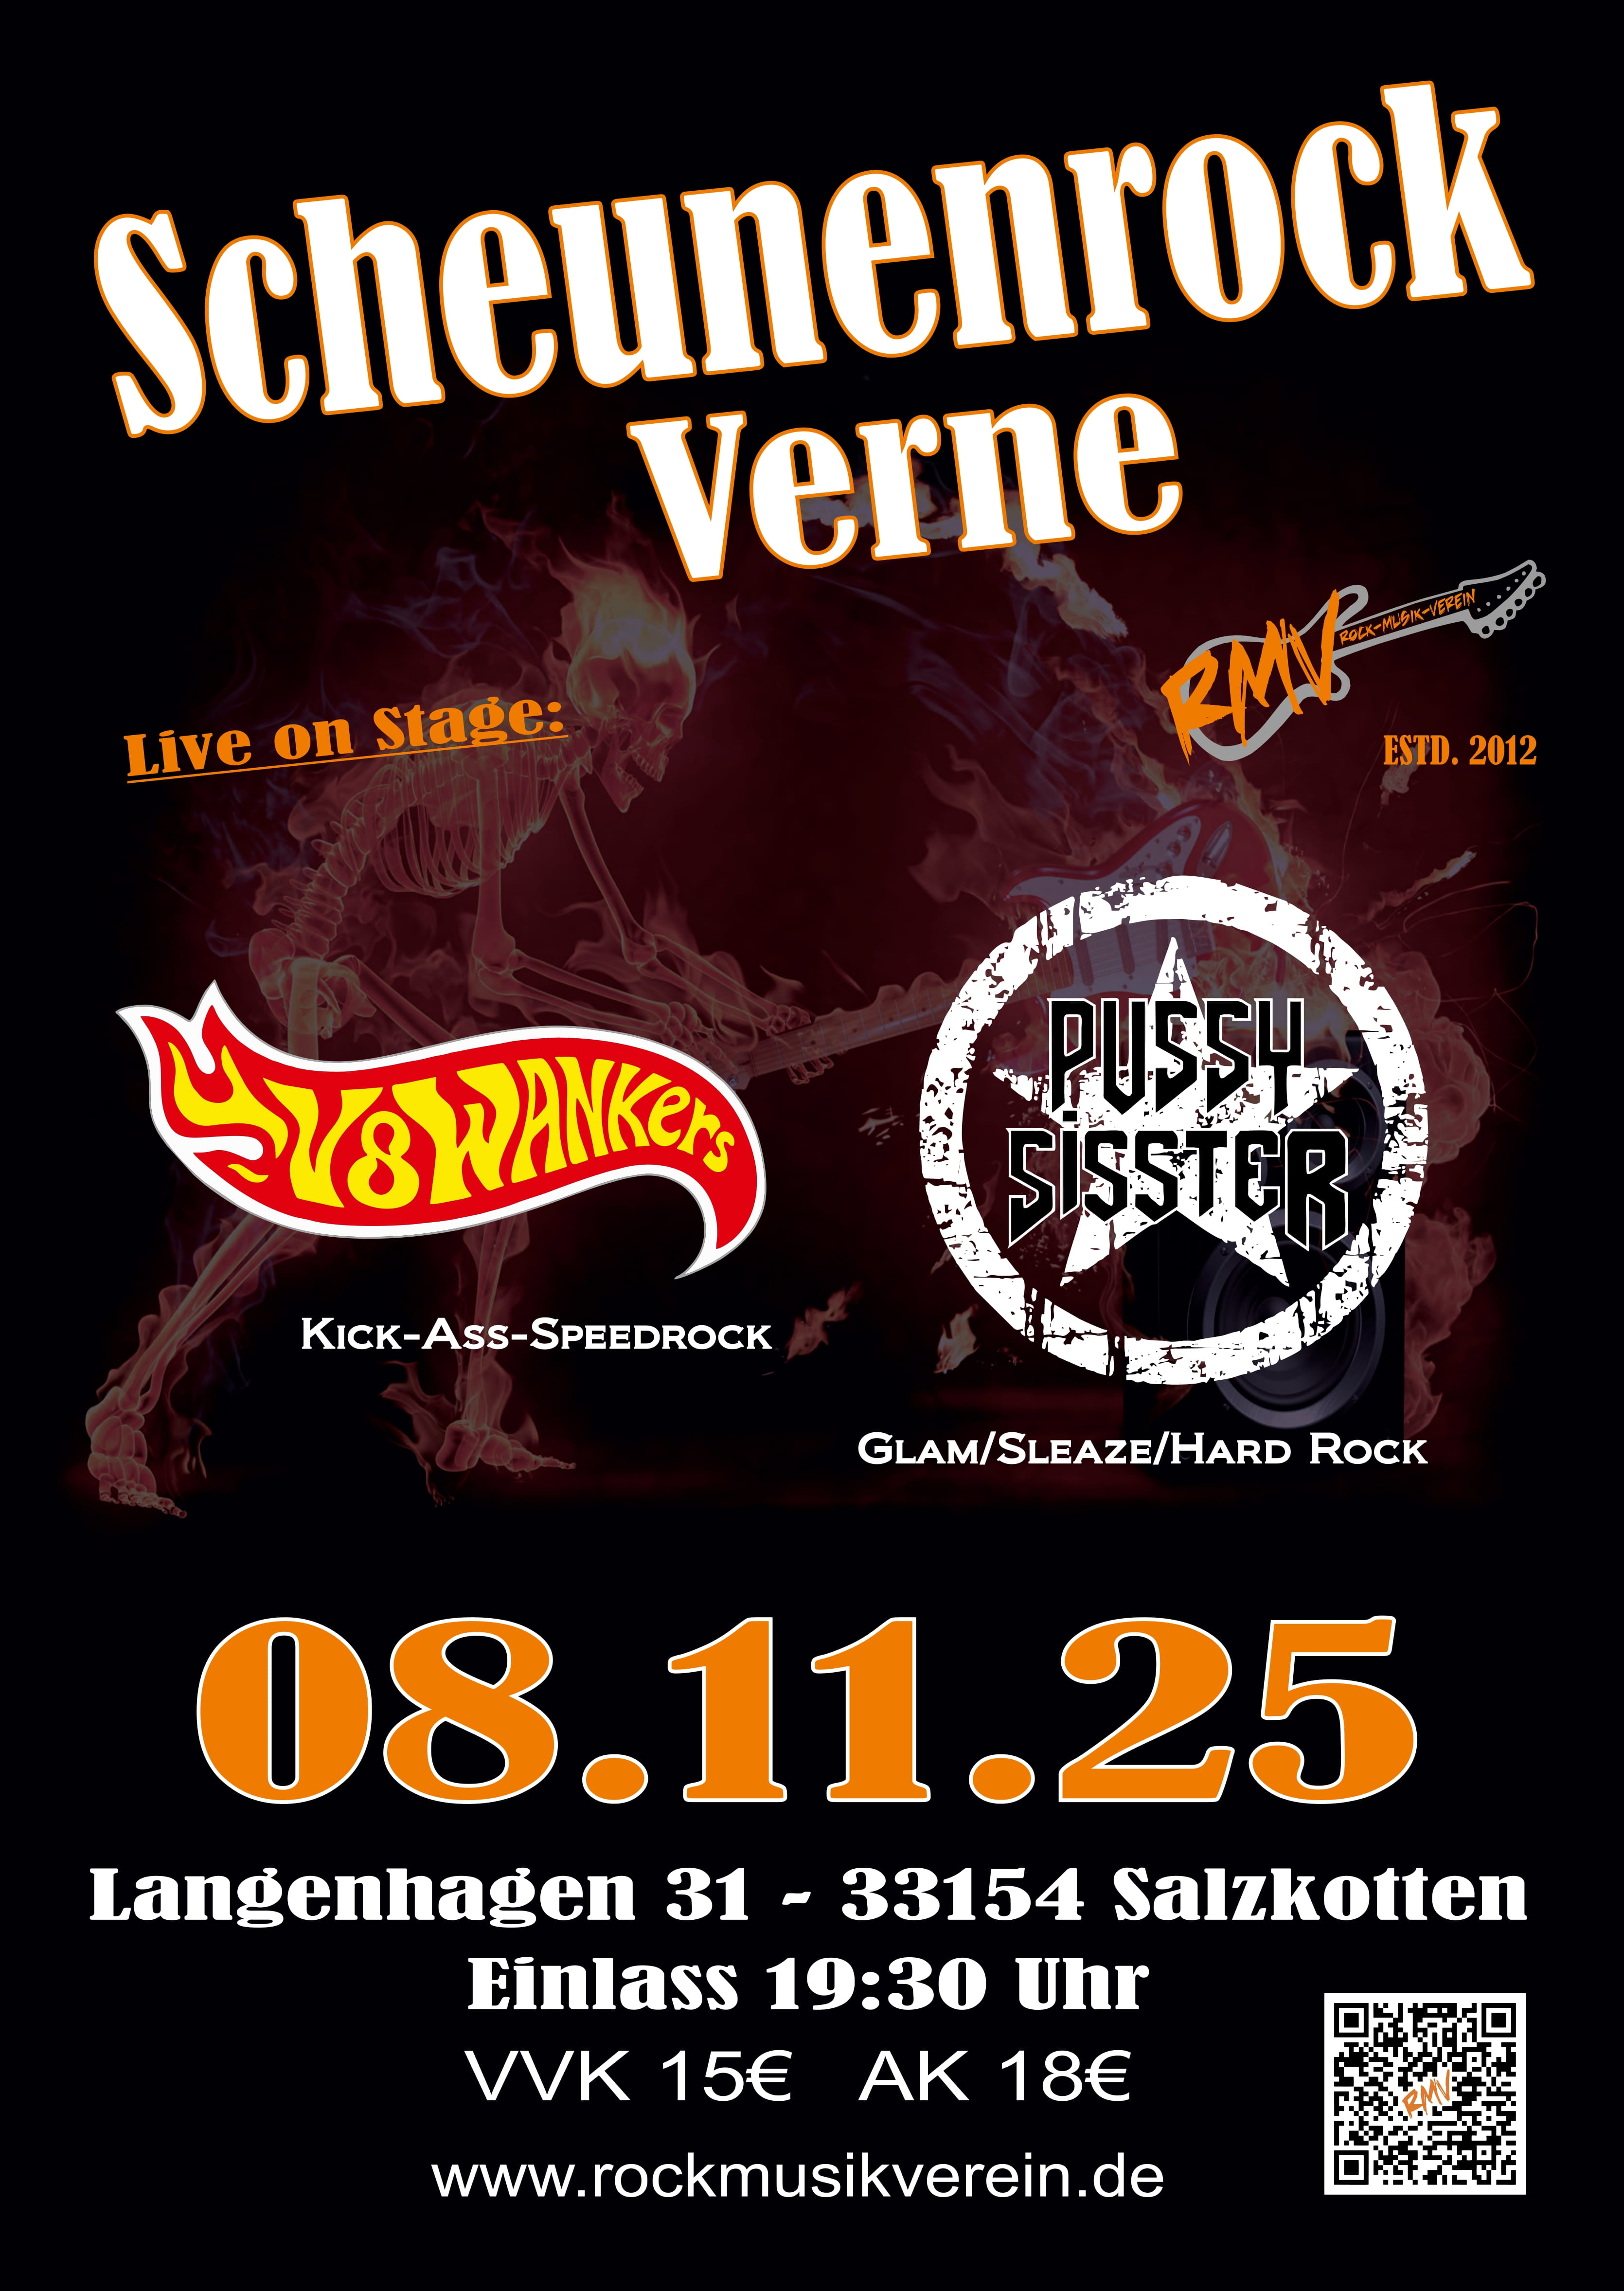 Scheunenrock
Verne
RMV
ROCK-MUSIK-VEREIN
ESTD. 2012
Live on Stage:
V8WANKers
PUSSY
SISSTER
Kick-Ass-Speedrock
Glam/Sleaze/Hard Rock
08.11.25
Langenhagen 31 - 33154 Salzkotten
Einlass 19:30 Uhr
VVK 15€ AK 18€
RMV
www.rockmusikverein.de